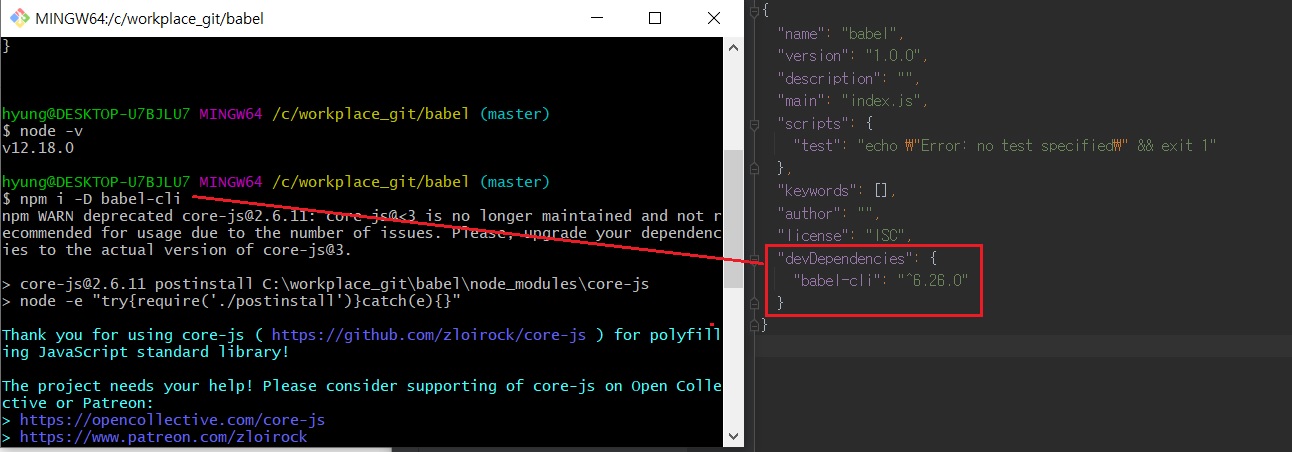 MINGW64:/c/workplace_git/babel
}
hyung@DESKTOP-U7BJLU7 MINGW64 /c/workplace_git/babel (master)
$ node -v
v12.18.0
hyung@DESKTOP-U7BJLU7 MINGW64 /c/workplace_git/babel (master)
$ npm i -D babel-cli
npm WARN deprecated core-js@2.6.11: core-js@<3 is no longer maintained and not r
ecommended for usage due to the number of issues. Please, upgrade your dependenc
ies to the actual version of core-js@3.
> core-js@2.6.11 postinstall C:\workplace_git\babel\node_modules\core-js
> node -e "try{require('./postinstall')}catch(e){}"
Thank you for using core-js ( https://github.com/zloirock/core-js ) for polyfill
ing JavaScript standard library!
The project needs your help! Please consider supporting of core-js on Open Colle
ctive or Patreon:
> https://opencollective.com/core-js
> https://www.patreon.com/zloirock
{
"name": "babel",
"version": "1.0.0",
"description": "",
"main": "index.js",
"scripts": {
"test": "echo ₩"Error: no test specified₩" && exit 1"
},
"keywords": [],
"author": "",
"license": "ISC",
"devDependencies": {
"babel-cli": "^6.26.0"
}
}